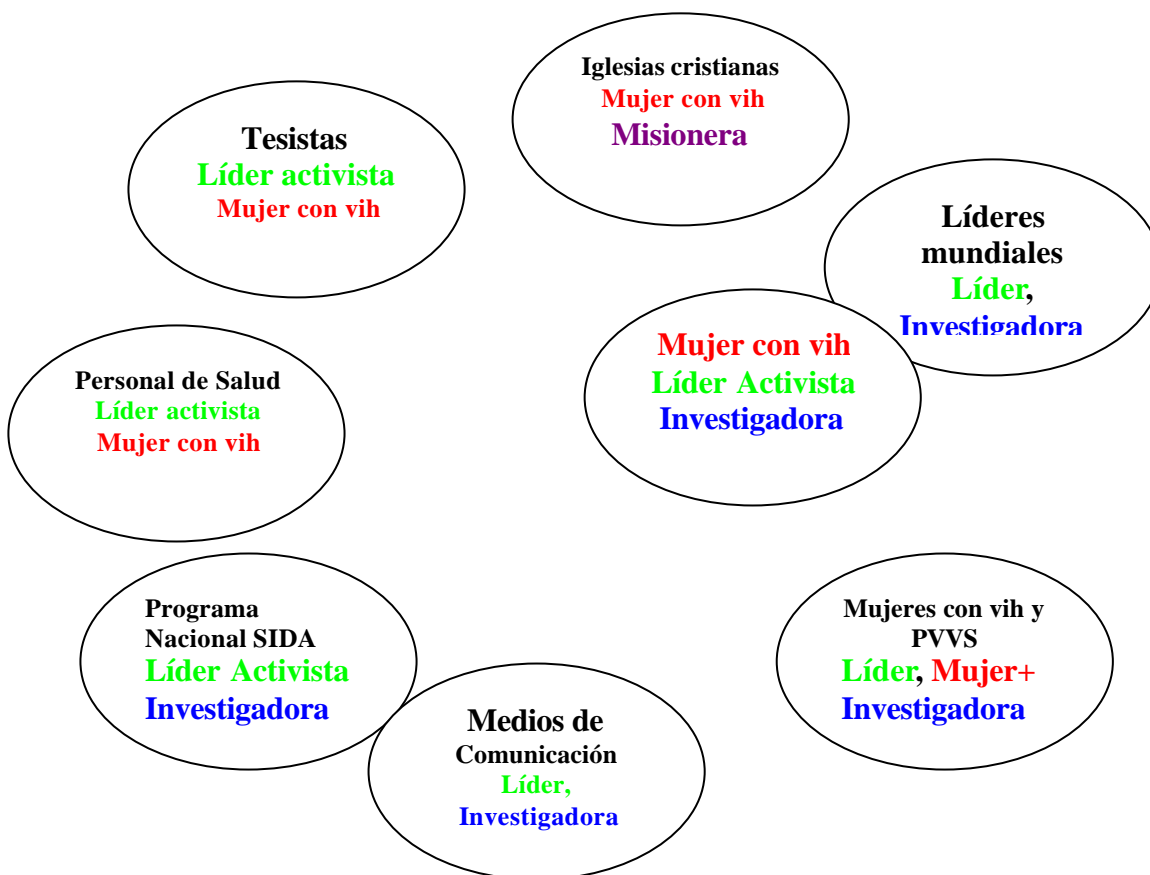 Iglesias cristianas
Mujer con vih
Misionera
Tesistas
Líder activista
Mujer con vih
Líderes
mundiales
Líder,
Investigadora
Mujer con vih
Líder Activista
Investigadora
Personal de Salud
Líder activista
Mujer con vih
Programa
Nacional SIDA
Líder Activista
Investigadora
Mujeres con vih y
PVVS
Líder, Mujer+
Investigadora
Medios de
Comunicación
Líder,
Investigadora